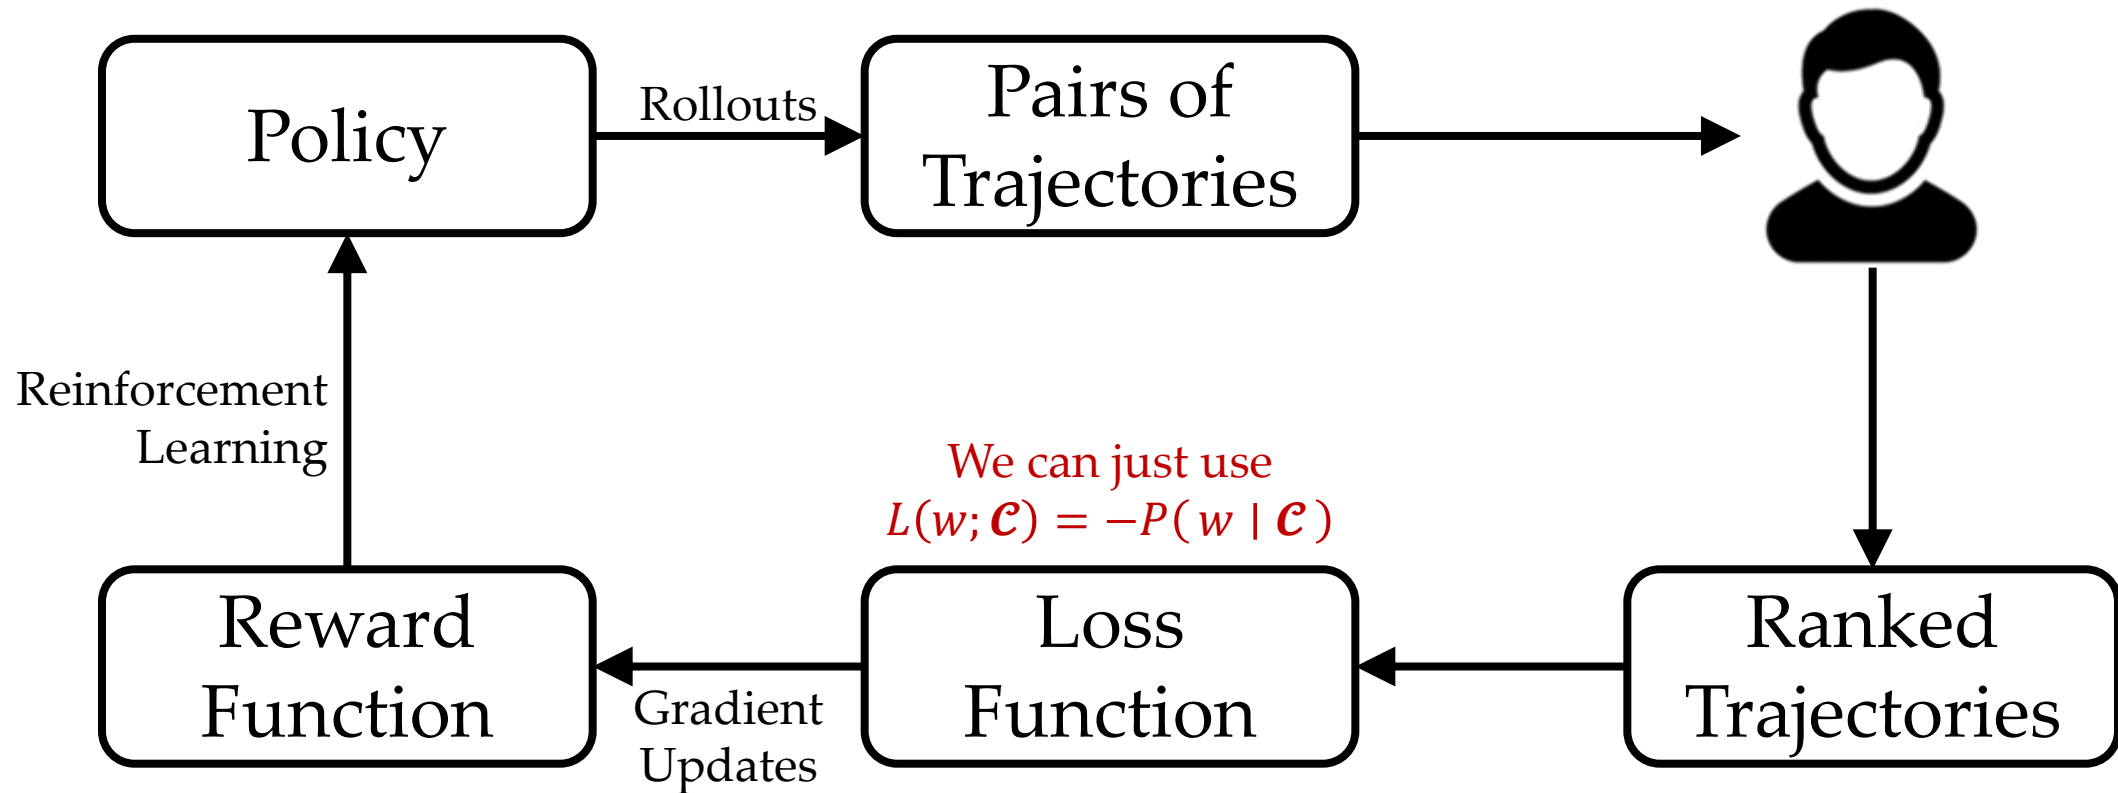 Policy
Rollouts
Pairs of
Trajectories
Reinforcement
Learning
We can just use
L(w; 𝓒) = −P( w | 𝓒 )
Reward
Function
Gradient
Updates
Loss
Function
Ranked
Trajectories